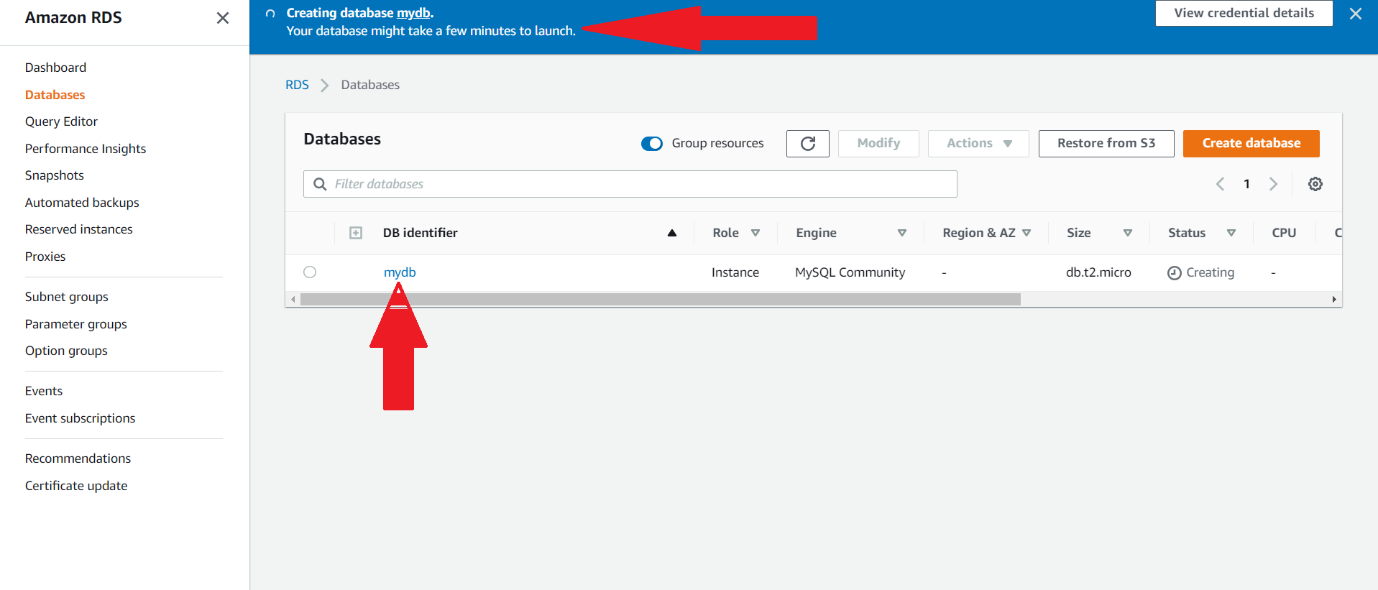 Amazon RDS
Dashboard
Databases
Query Editor
Performance Insights
Snapshots
Automated backups
Reserved instances
Proxies
Subnet groups
Parameter groups
Option groups
Events
Event subscriptions
Recommendations
Certificate update
Creating database mydb.
Your database might take a few minutes to launch.
View credential details
RDS Databases
Databases
Group resources
Modify
Actions
Restore from S3
Create database
Filter databases
1
DB identifier Role Engine Region & AZ Size Status CPU C
mydb Instance MySQL Community - db.t2.micro Creating -